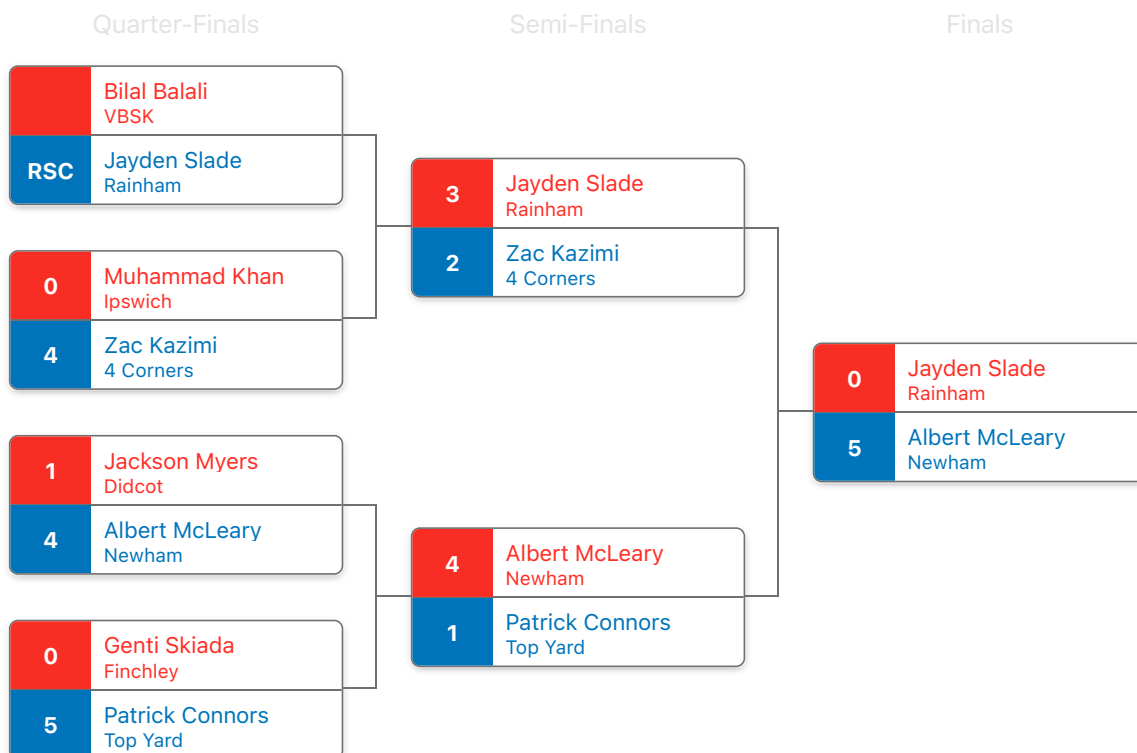 Quarter-Finals
Semi-Finals
Finals
Bilal Balali
VBSK
RSC
Jayden Slade
Rainham
0
Muhammad Khan
Ipswich
4
Zac Kazimi
4 Corners
1
Jackson Myers
Didcot
4
Albert McLeary
Newham
0
Genti Skiada
Finchley
5
Patrick Connors
Top Yard
3
Jayden Slade
Rainham
2
Zac Kazimi
4 Corners
4
Albert McLeary
Newham
1
Patrick Connors
Top Yard
0
Jayden Slade
Rainham
5
Albert McLeary
Newham